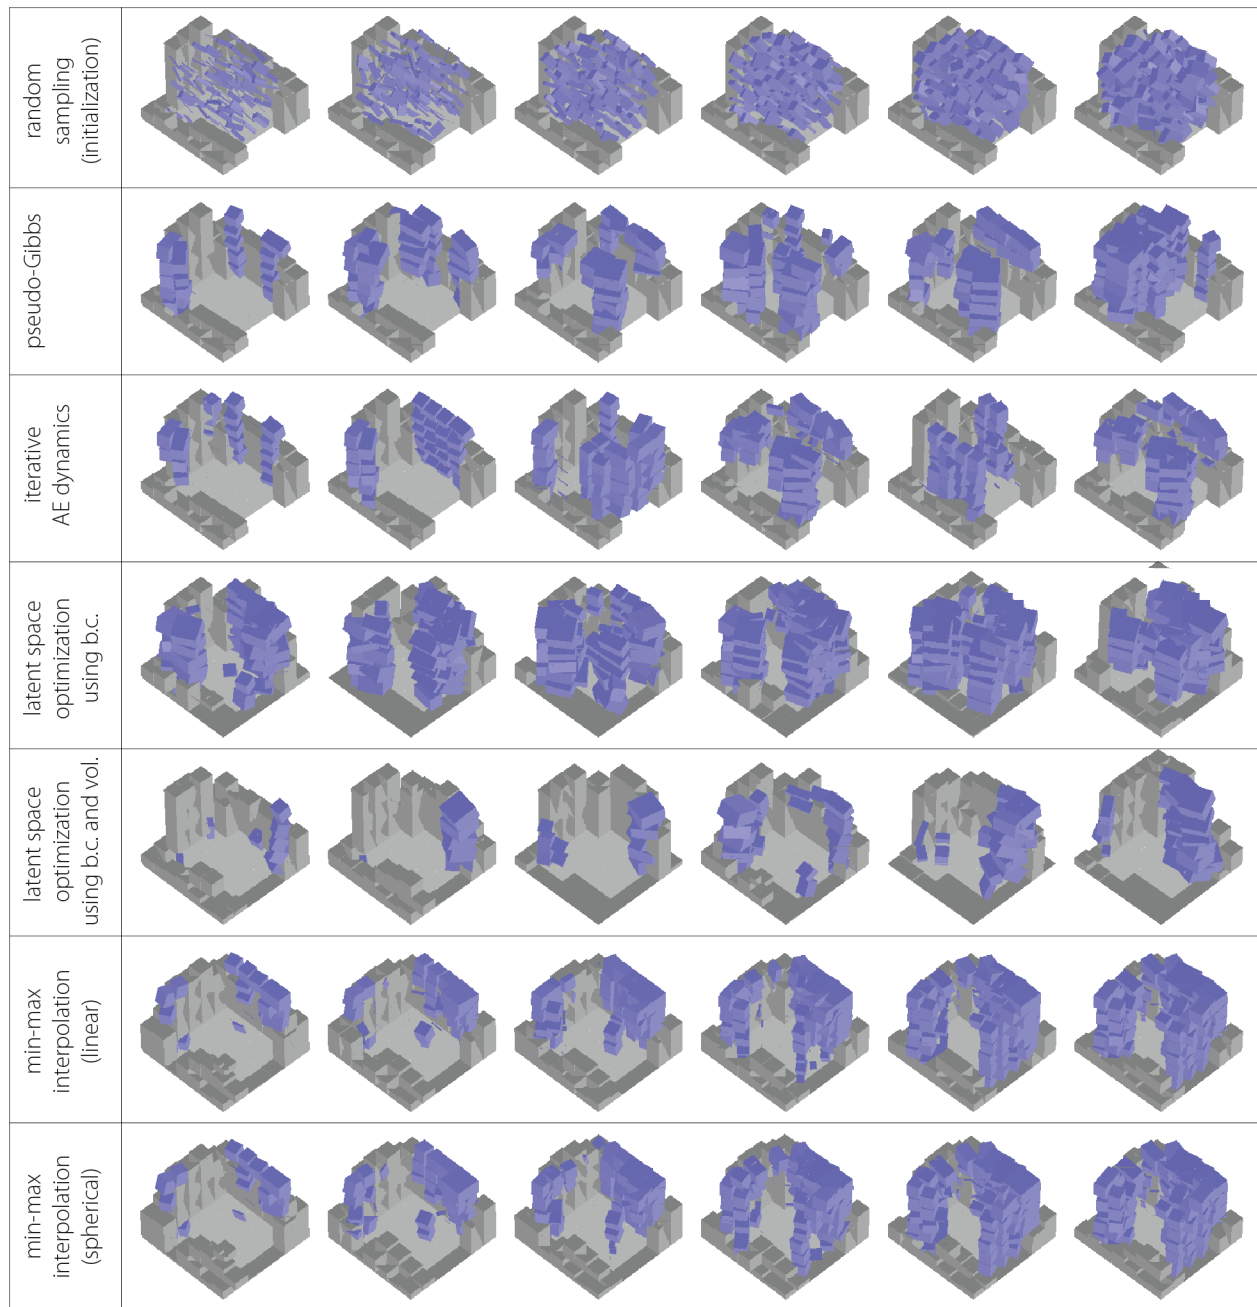 random
sampling
(initialization)
pseudo-Gibbs
iterative
AE dynamics
latent space
optimization
using b.c.
latent space
optimization
using b.c. and vol.
min-max
interpolation
(linear)
min-max
interpolation
(spherical)